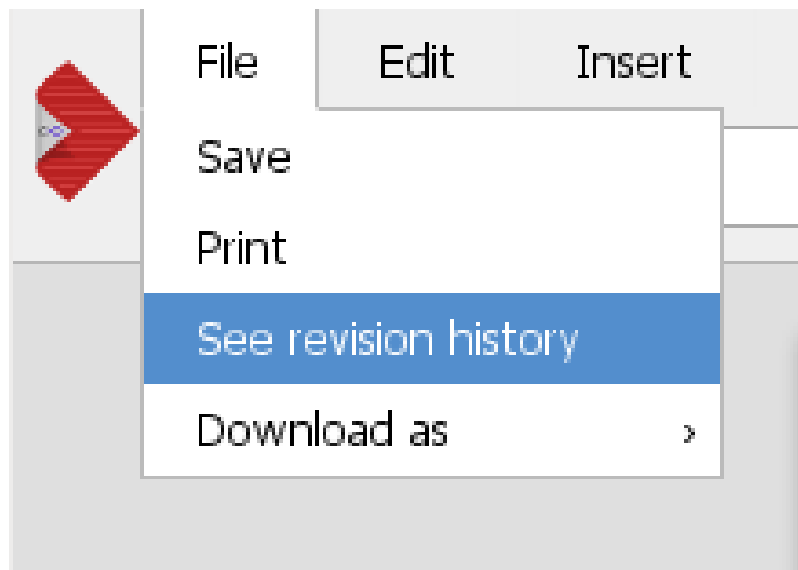 File Edit Insert
Save
Print
See revision history
Download as ›